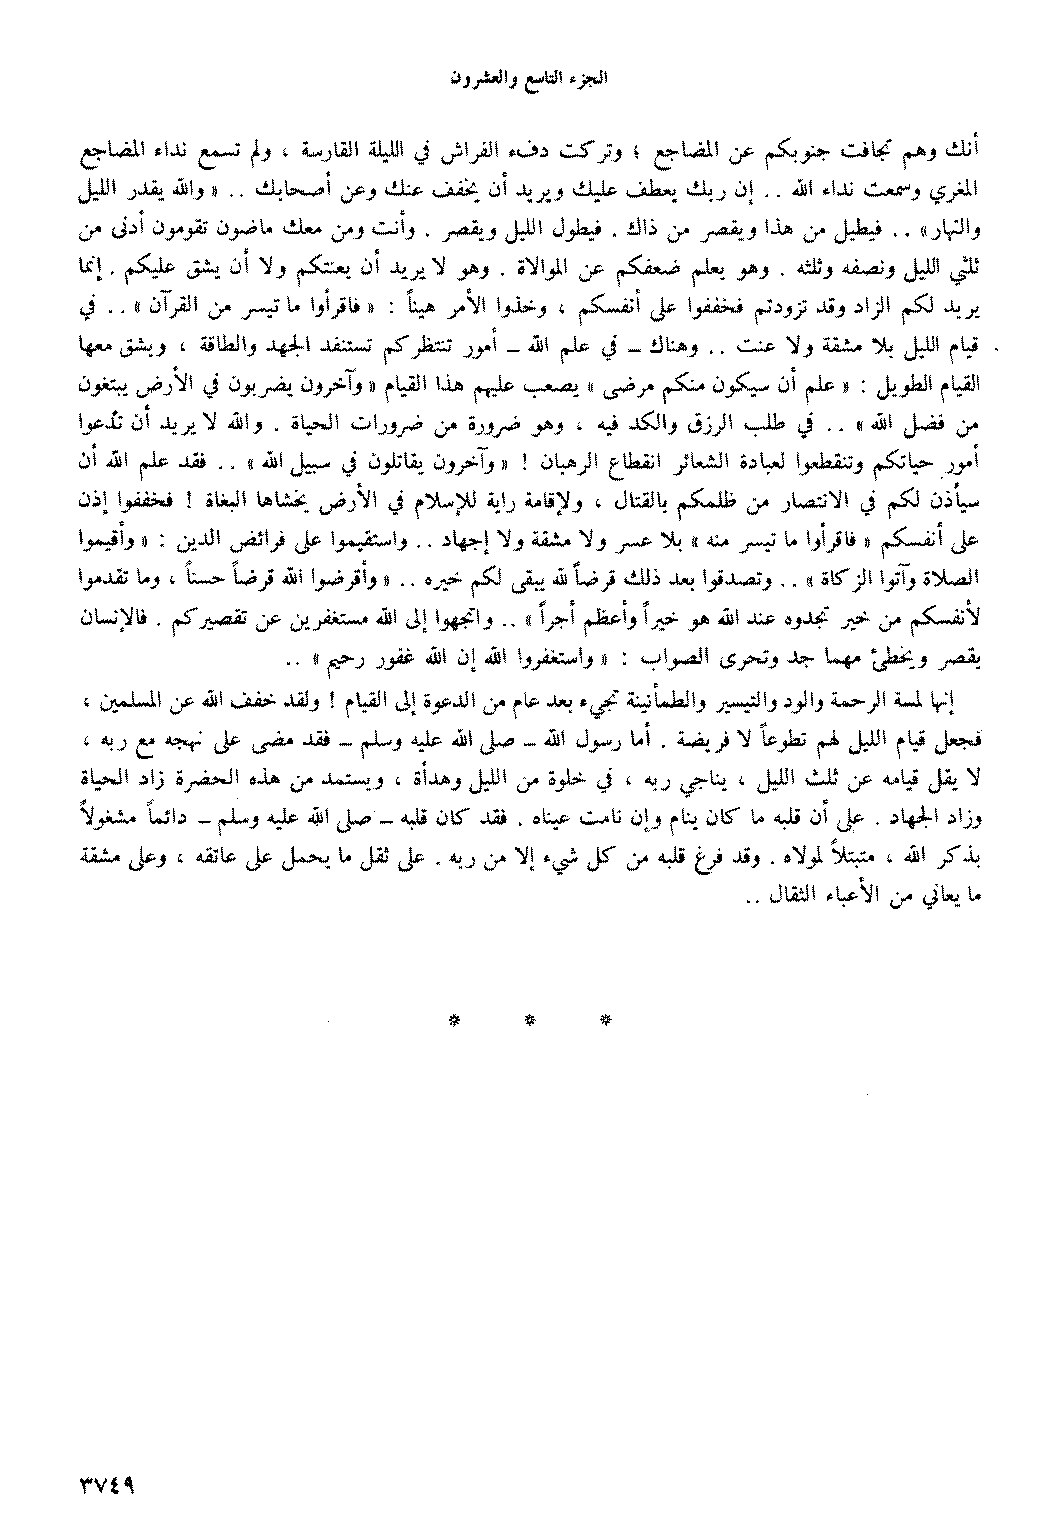 الجزء التاسع والعشرون
أنك وهم تجافت جنوبكم عن المضاجع ؛ وتركت دفء الفراش في الليلة القارسة ، ولم تسمع نداء المضاجع
المغري وسمعت نداء الله .. إن ربك يعطف عليك ويريد أن يخفف عنك وعن أصحابك .. « والله يقدر الليل
والنهار» .. فيطيل من هذا ويقصر من ذاك . فيطول الليل ويقصر . وأنت ومن معك ماضون تقومون أدنى من
ثلثي الليل ونصفه وثلثه . وهو يعلم ضعفكم عن الموالاة . وهو لا يريد أن يعنتكم ولا أن يشق عليكم . إنما
يريد لكم الزاد وقد تزودتم فخففوا على أنفسكم ، وخذوا الأمر هيناً : « فاقرأوا ما تيسر من القرآن » .. في
قيام الليل بلا مشقة ولا عنت .. وهناك – في علم الله – أمور تنتظركم تستنفد الجهد والطاقة ، ويشق معها
القيام الطويل : « علم أن سيكون منكم مرضى » يصعب عليهم هذا القيام « وآخرون يضربون في الأرض يبتغون
من فضل الله » .. في طلب الرزق والكد فيه ، وهو ضرورة من ضرورات الحياة . والله لا يريد أن تدعوا
أمور حياتكم وتنقطعوا لعبادة الشعائر انقطاع الرهبان ! « وآخرون يقاتلون في سبيل الله » .. فقد علم الله أن
سيأذن لكم في الانتصار من ظلمكم بالقتال ، ولإقامة راية للإسلام في الأرض يخشاها البغاة ! فخففوا إذن
على أنفسكم « فاقرأوا ما تيسر منه » بلا عسر ولا مشقة ولا إجهاد .. واستقيموا على فرائض الدين : « وأقيموا
الصلاة وآتوا الزكاة » .. وتصدقوا بعد ذلك قرضاً لله يبقى لكم خيره .. « وأقرضوا الله قرضاً حسناً ، وما تقدموا
لأنفسكم من خير تجدوه عند الله هو خيراً وأعظم أجراً » .. واتجهوا إلى الله مستغفرين عن تقصيركم . فالإنسان
يقصر ويخطئ مهما جد وتحرى الصواب : « واستغفروا الله إن الله غفور رحيم » ..
إنها لمسة الرحمة والود والتيسير والطمأنينة تجيء بعد عام من الدعوة إلى القيام ! ولقد خفف الله عن المسلمين ،
فجعل قيام الليل لهم تطوعاً لا فريضة . أما رسول الله – صلى الله عليه وسلم – فقد مضى على نهجه مع ربه ،
لا يقل قيامه عن ثلث الليل ، يناجي ربه ، في خلوة من الليل وهدأة ، ويستمد من هذه الحضرة زاد الحياة
وزاد الجهاد . على أن قلبه ما كان ينام وإن نامت عيناه . فقد كان قلبه – صلى الله عليه وسلم – دائماً مشغولاً
بذكر الله ، متبتلاً لمولاه . وقد فرغ قلبه من كل شيء إلا من ربه . على ثقل ما يحمل على عاتقه ، وعلى مشقة
ما يعاني من الأعباء الثقال ..
* * *
٣٧٤٩